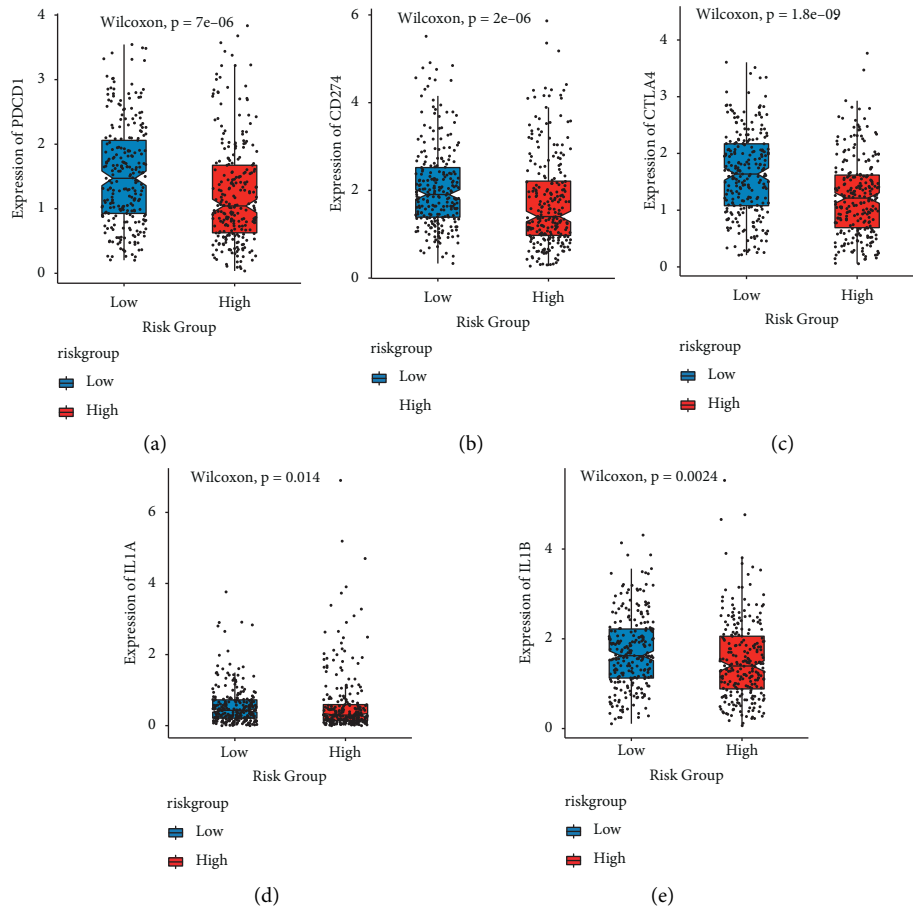 Wilcoxon, p = 7e–06
Expression of PDCD1
4
3
2
1
0
Low
High
Risk Group
riskgroup
Low
High
(a)
Wilcoxon, p = 2e–06
Expression of CD274
6
4
2
0
Low
High
Risk Group
riskgroup
Low
High
(b)
Wilcoxon, p = 1.8e–09
Expression of CTLA4
4
3
2
1
0
Low
High
Risk Group
riskgroup
Low
High
(c)
Wilcoxon, p = 0.014
Expression of IL1A
6
4
2
0
Low
High
Risk Group
riskgroup
Low
High
(d)
Wilcoxon, p = 0.0024
Expression of IL1B
4
2
0
Low
High
Risk Group
riskgroup
Low
High
(e)